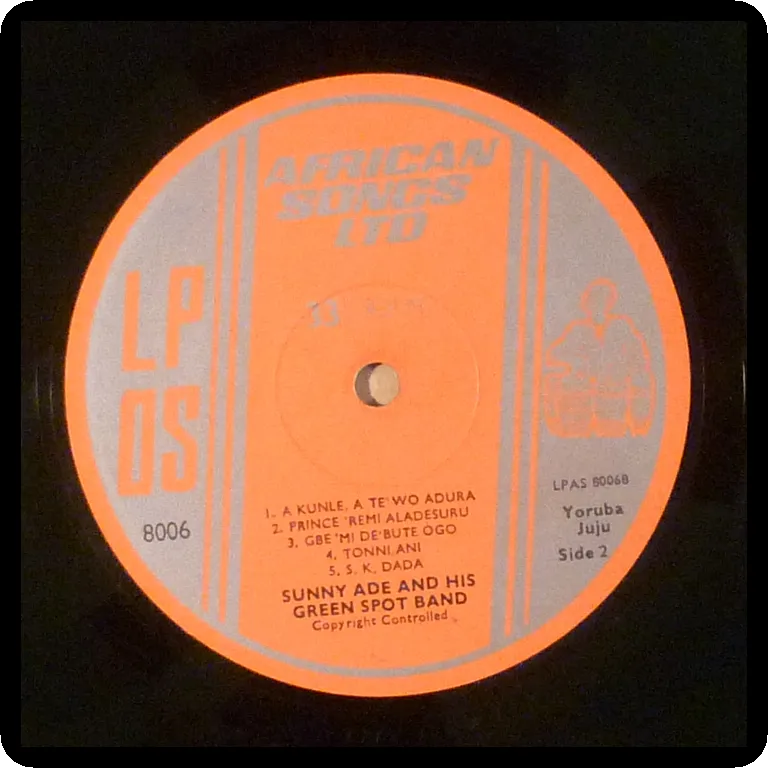 AFRICAN
SONGS
LTD
LP
OS
8006
LPAS 8006B
Yoruba
Juju
Side 2
1. A KUNLE, A TE'WO ADURA
2. PRINCE 'REMI ALADESURU
3. GBE 'MI DE'BUTE ÒGO
4. TONNI ANI
5. S. K. DADA
SUNNY ADE AND HIS
GREEN SPOT BAND
Copyright Controlled